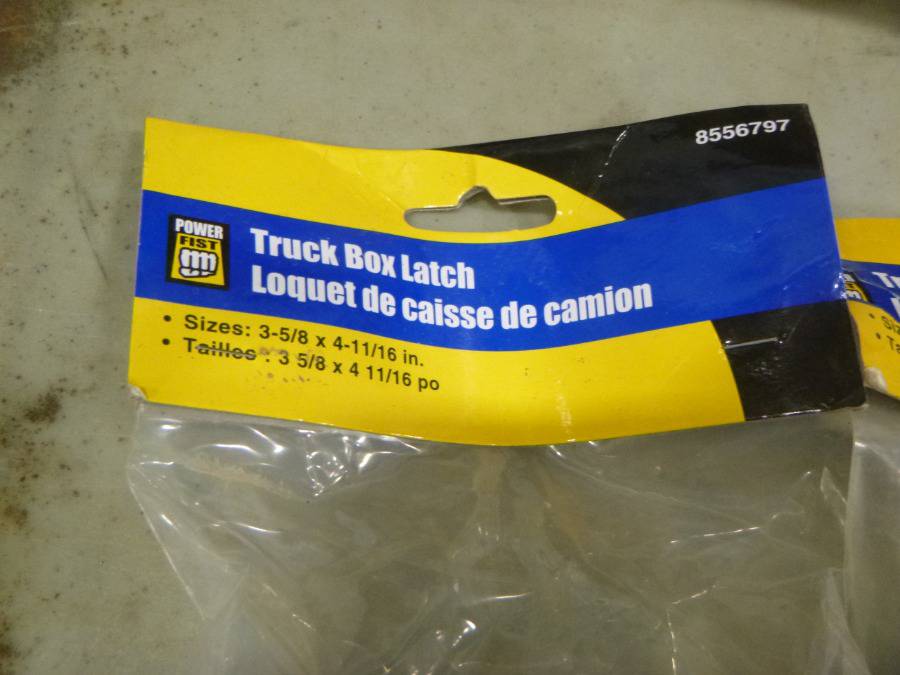 8556797
POWER
FIST
Truck Box Latch
Loquet de caisse de camion
• Sizes: 3-5/8 x 4-11/16 in.
• Tailles : 3 5/8 x 4 11/16 po